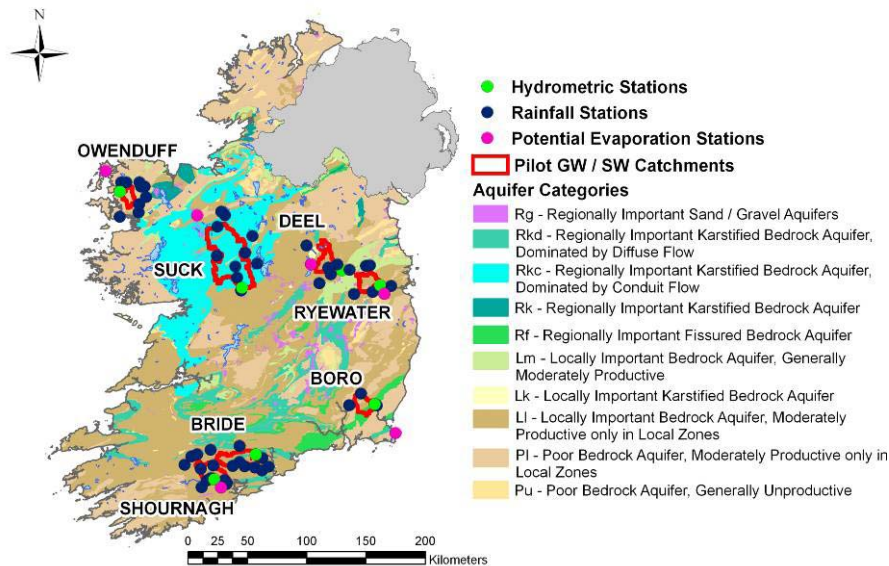 N
Hydrometric Stations
Rainfall Stations
Potential Evaporation Stations
Pilot GW / SW Catchments
Aquifer Categories
Rg - Regionally Important Sand / Gravel Aquifers
Rkd - Regionally Important Karstified Bedrock Aquifer,
Dominated by Diffuse Flow
Rkc - Regionally Important Karstified Bedrock Aquifer,
Dominated by Conduit Flow
Rk - Regionally Important Karstified Bedrock Aquifer
Rf - Regionally Important Fissured Bedrock Aquifer
Lm - Locally Important Bedrock Aquifer, Generally
Moderately Productive
Lk - Locally Important Karstified Bedrock Aquifer
Ll - Locally Important Bedrock Aquifer, Moderately
Productive only in Local Zones
Pl - Poor Bedrock Aquifer, Moderately Productive only in
Local Zones
Pu - Poor Bedrock Aquifer, Generally Unproductive
OWENDUFF
DEEL
SUCK
RYEWATER
BORO
BRIDE
SHOURNAGH
0 25 50 100 150 200
Kilometers